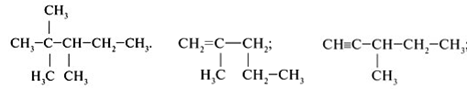 CH₃
CH₃–C–CH–CH₂–CH₃. CH₂=C–CH₂; CH≡C–CH–CH₂–CH₃;
H₃C CH₃ H₃C CH₂–CH₃ CH₃